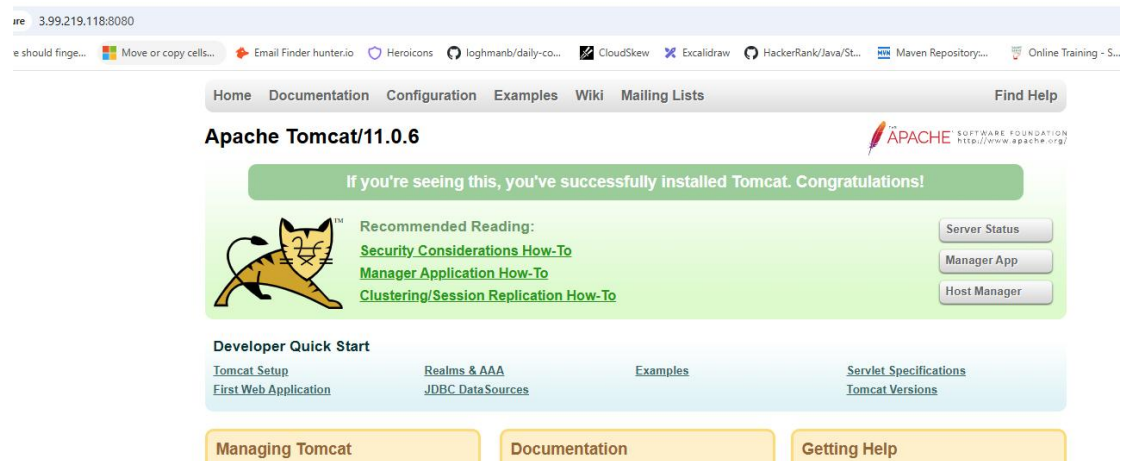 ure 3.99.219.118:8080
e should finge... Move or copy cells... Email Finder hunter.io Heroicons loghmanb/daily-co... CloudSkew Excalidraw HackerRank/Java/St... MVN Maven Repository:... Online Training - S...
Home Documentation Configuration Examples Wiki Mailing Lists Find Help
Apache Tomcat/11.0.6
THE APACHE SOFTWARE FOUNDATION
http://www.apache.org/
If you're seeing this, you've successfully installed Tomcat. Congratulations!
TM
Recommended Reading:
Security Considerations How-To
Manager Application How-To
Clustering/Session Replication How-To
Server Status
Manager App
Host Manager
Developer Quick Start
Tomcat Setup Realms & AAA Examples Servlet Specifications
First Web Application JDBC DataSources Tomcat Versions
Managing Tomcat Documentation Getting Help